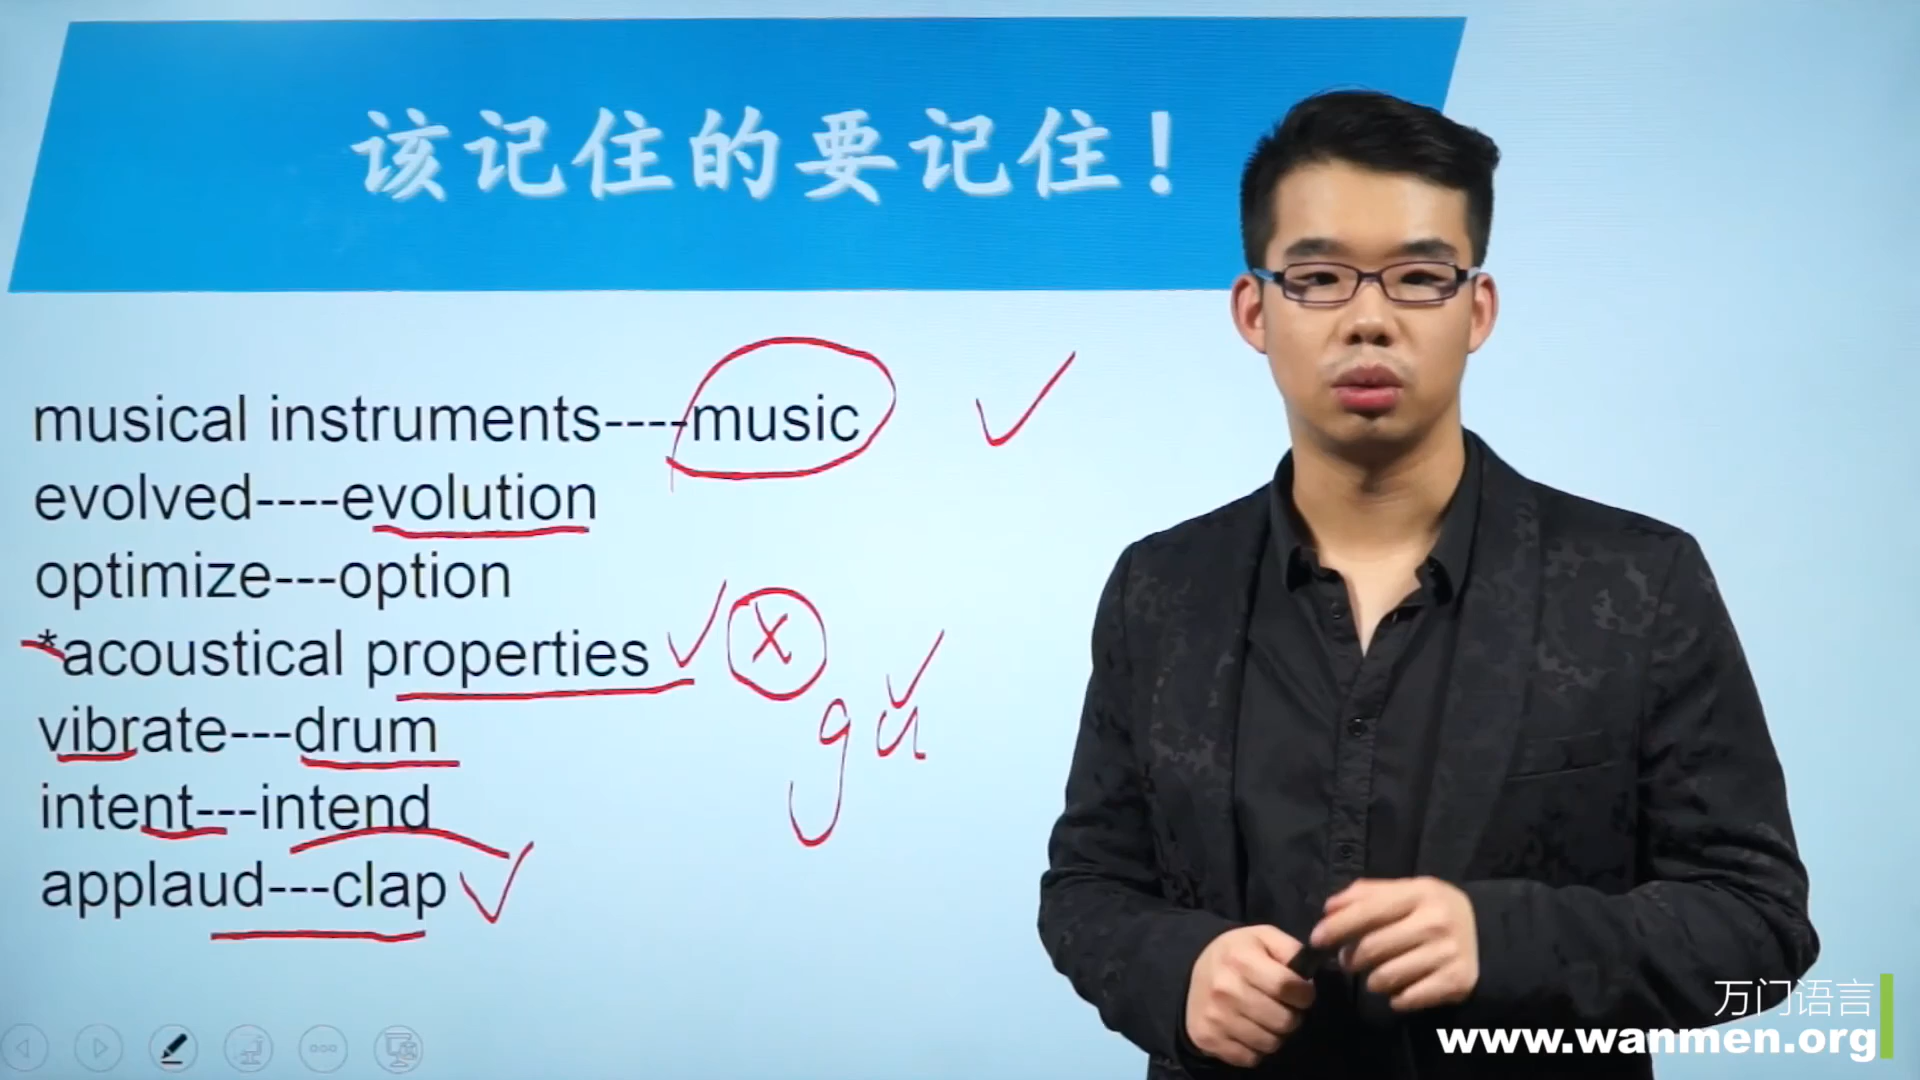 该记住的要记住！
musical instruments----music
evolved----evolution
optimize---option
*acoustical properties
x
g a
vibrate---drum
intent---intend
applaud---clap
万门语言
www.wanmen.org